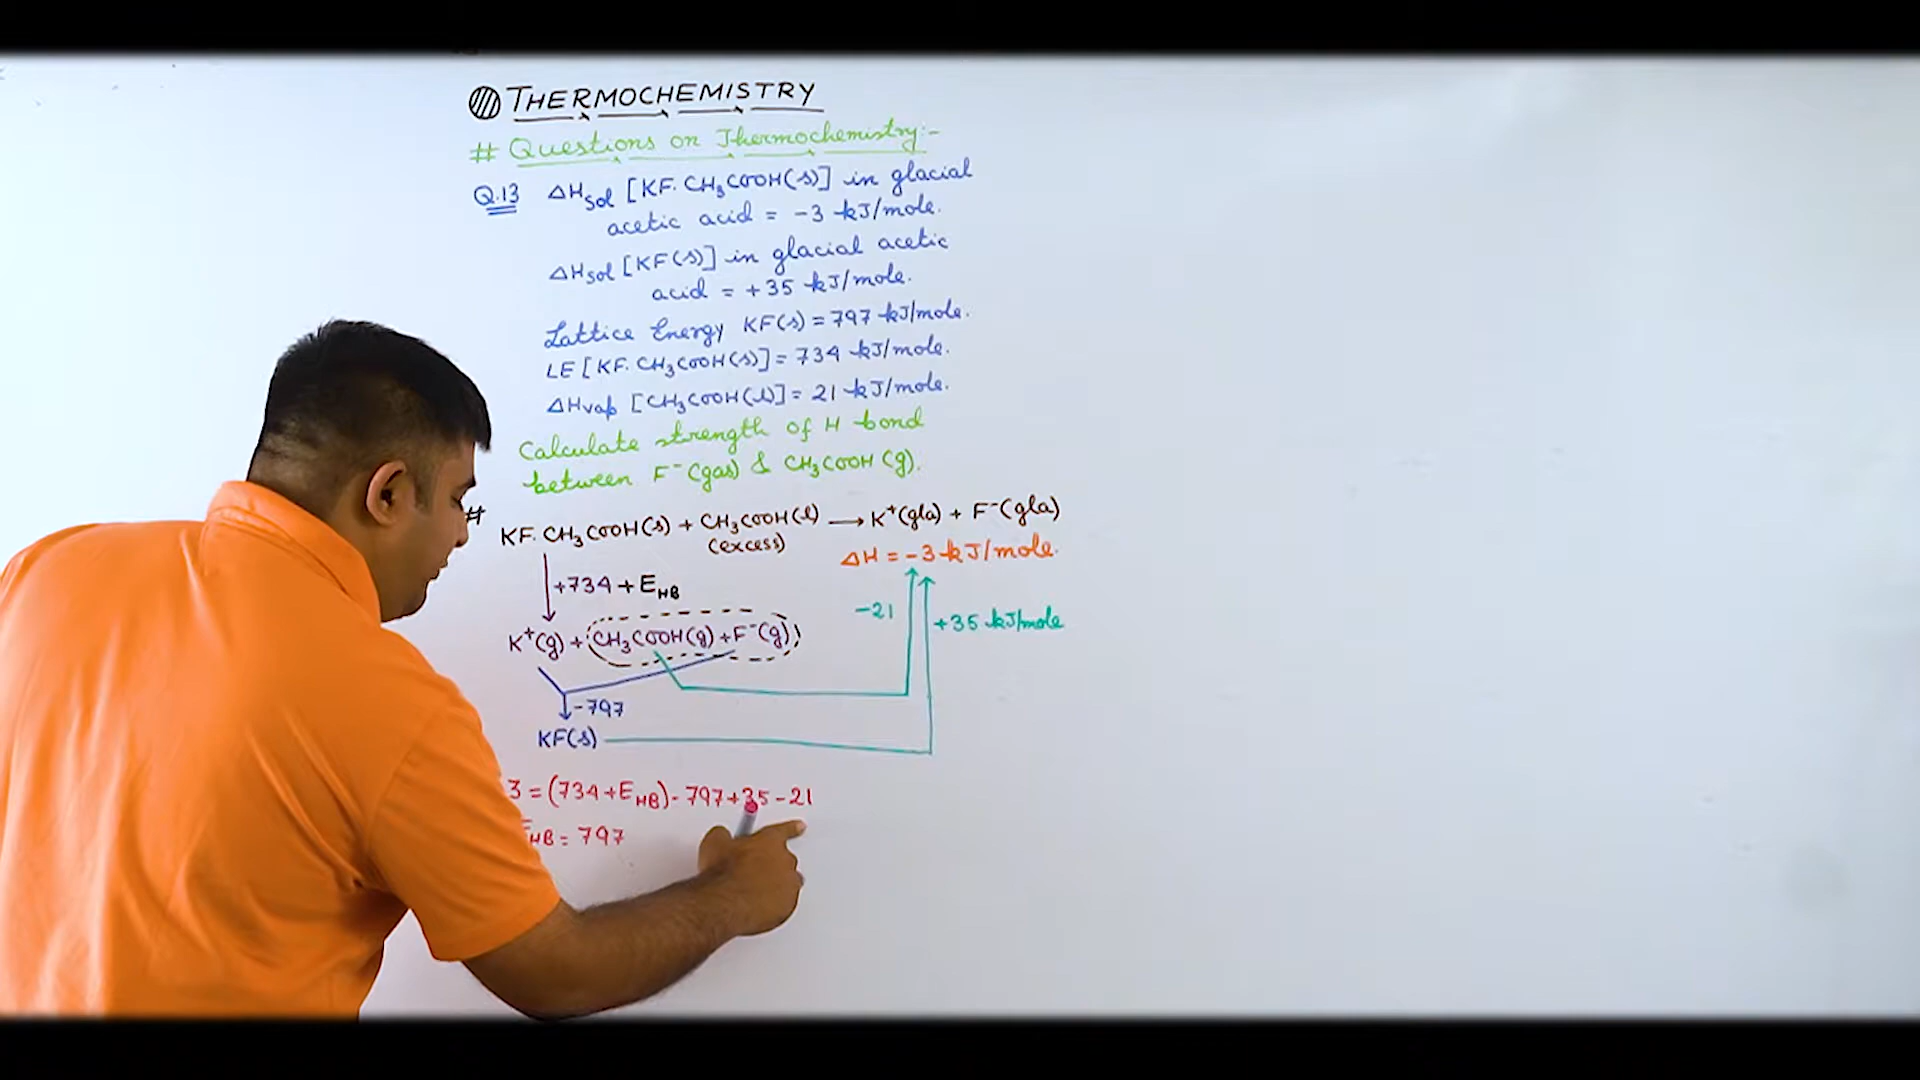 THERMOCHEMISTRY
# Questions on Thermochemistry:-
Q.13 ΔHsol [KF.CH₃COOH(s)] in glacial
acetic acid = -3 kJ/mole.
ΔHsol [KF(s)] in glacial acetic
acid = +35 kJ/mole.
Lattice Energy KF(s) = 797 kJ/mole.
LE [KF.CH₃COOH(s)] = 734 kJ/mole.
ΔHvap [CH₃COOH(l)] = 21 kJ/mole.
Calculate strength of H bond
between F⁻(gas) & CH₃COOH(g).
# KF.CH₃COOH(s) + CH₃COOH(l) → K⁺(gla) + F⁻(gla)
(excess)
ΔH = -3 kJ/mole.
+734 + E_HB
-21
+35 kJ/mole
K⁺(g) + (CH₃COOH(g) + F⁻(g))
-797
KF(s)
3 = (734 + E_HB) - 797 + 35 - 21
HB = 797